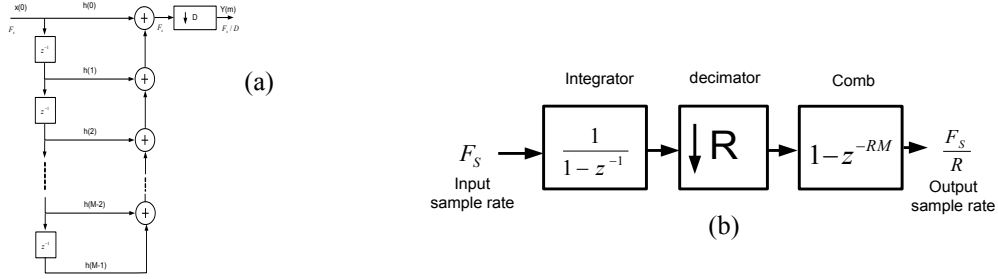 x(0) h(0) D Y(m)
F_s F_s F_s/D
z⁻¹
h(1)
z⁻¹
h(2)
h(M-2)
z⁻¹
h(M-1)
(a)
Integrator decimator Comb
F_S 1/(1 − z⁻¹) R 1 − z^{−RM} F_S/R
Input sample rate
Output sample rate
(b)